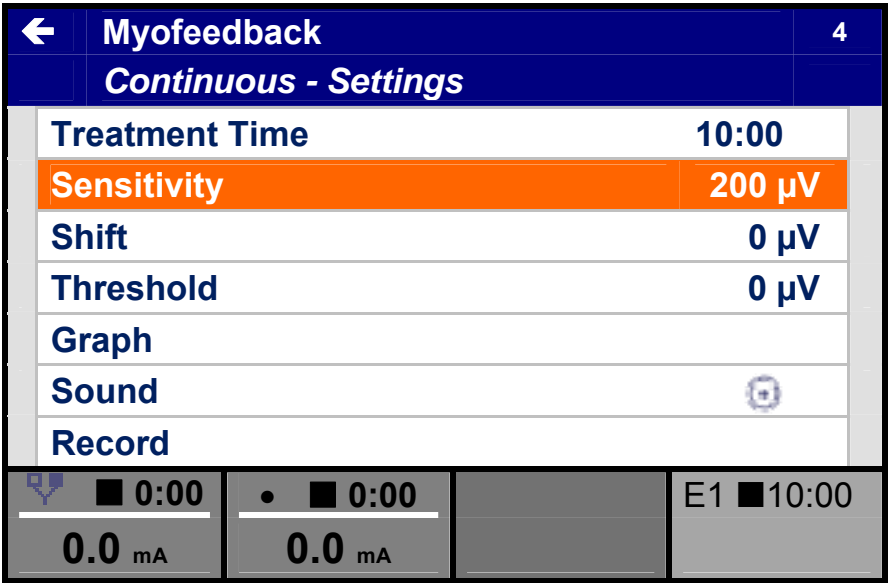 Myofeedback 4
Continuous - Settings
Treatment Time 10:00
Sensitivity 200 µV
Shift 0 µV
Threshold 0 µV
Graph
Sound
Record
0:00 0:00 E1 10:00
0.0 mA 0.0 mA